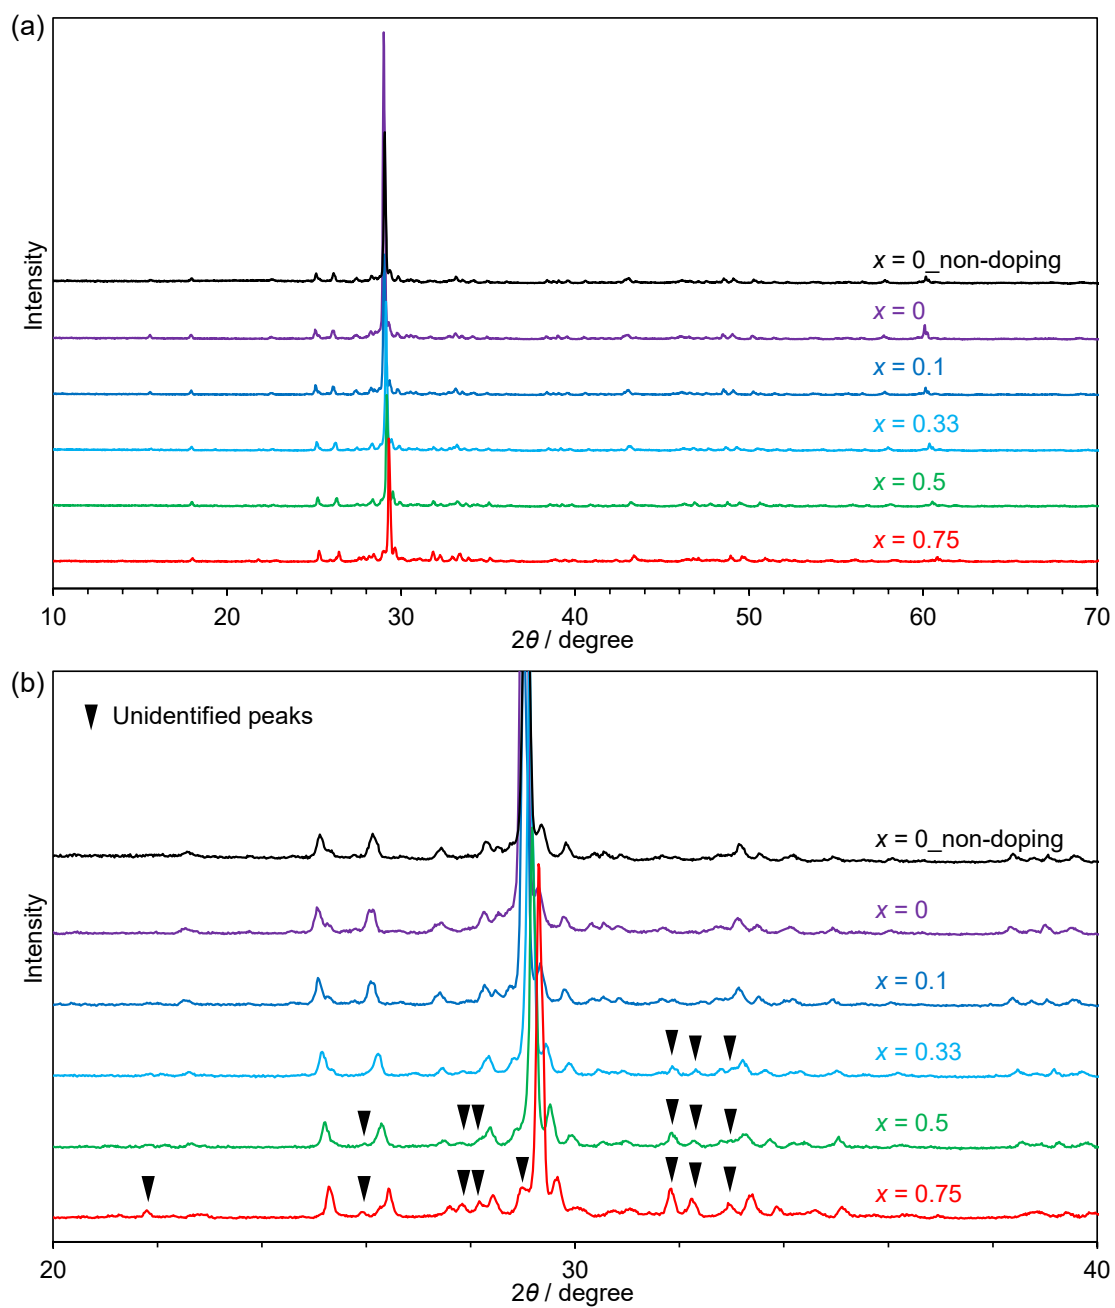 (a)
Intensity
x = 0_non-doping
x = 0
x = 0.1
x = 0.33
x = 0.5
x = 0.75
10 20 30 40 50 60 70
2θ / degree
(b)
Unidentified peaks
Intensity
x = 0_non-doping
x = 0
x = 0.1
x = 0.33
x = 0.5
x = 0.75
20 30 40
2θ / degree